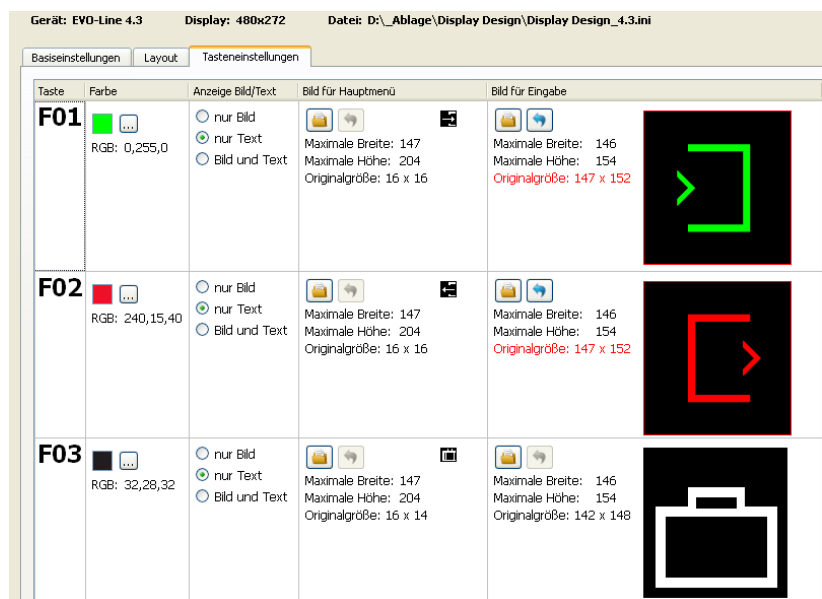 Gerät: EVO-Line 4.3 Display: 480x272 Datei: D:\_Ablage\Display Design\Display Design_4.3.ini
Basiseinstellungen Layout Tasteneinstellungen
Taste Farbe Anzeige Bild/Text Bild für Hauptmenü Bild für Eingabe
F01 ... nur Bild
RGB: 0,255,0 nur Text Maximale Breite: 147 Maximale Breite: 146
Bild und Text Maximale Höhe: 204 Maximale Höhe: 154
Originalgröße: 16 x 16 Originalgröße: 147 x 152
F02 ... nur Bild
RGB: 240,15,40 nur Text Maximale Breite: 147 Maximale Breite: 146
Bild und Text Maximale Höhe: 204 Maximale Höhe: 154
Originalgröße: 16 x 16 Originalgröße: 147 x 152
F03 ... nur Bild
RGB: 32,28,32 nur Text Maximale Breite: 147 Maximale Breite: 146
Bild und Text Maximale Höhe: 204 Maximale Höhe: 154
Originalgröße: 16 x 14 Originalgröße: 142 x 148